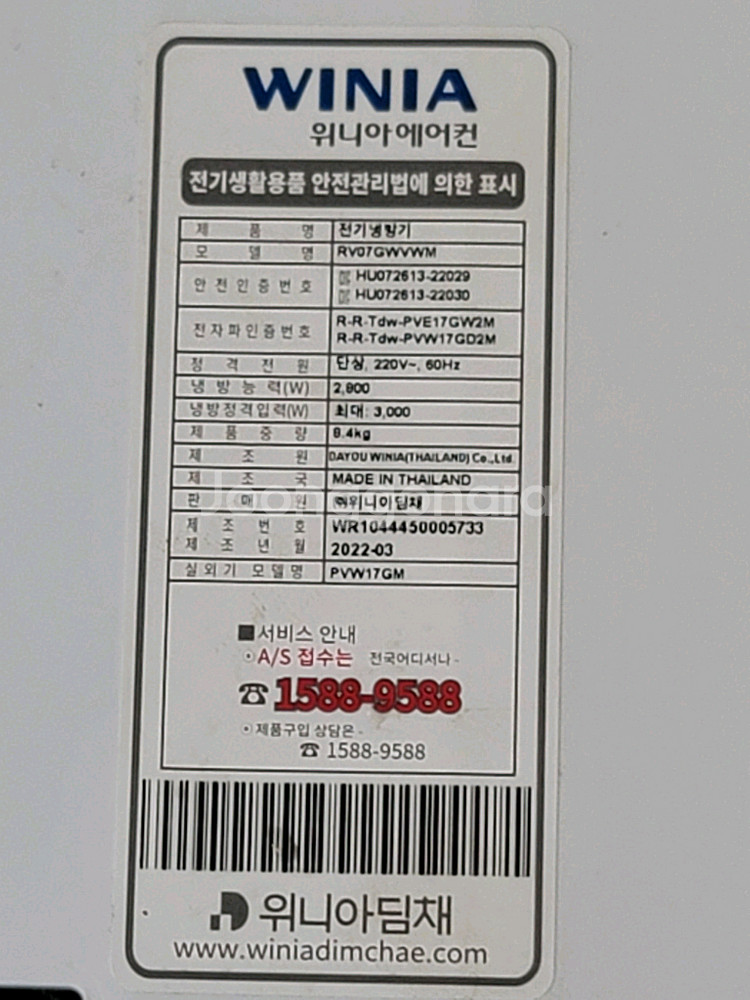 WINIA
위니아에어컨
전기생활용품 안전관리법에 의한 표시
제 품 명 전기냉방기
모 델 명 RV07GWVWM
안전인증번호 HU072613-22029
HU072613-22030
전자파인증번호 R-R-Tdw-PVE17GW2M
R-R-Tdw-PVW17GD2M
정 격 전 원 단상, 220V~, 60Hz
냉방능력(W) 2,800
냉방정격입력(W) 최대: 3,000
제 품 중 량 8.4kg
제 조 원 DAYOU WINIA(THAILAND) Co.,Ltd.
제 조 국 MADE IN THAILAND
판 매 원 ㈜위니아딤채
제 조 번 호 WR1044450005733
제 조 년 월 2022-03
실외기 모델명 PVW17GM
Joonggonara
■서비스 안내
⊙A/S 접수는 전국어디서나-
☎1588-9588
⊙제품구입 상담은-
☎ 1588-9588
위니아딤채
www.winiadimchae.com